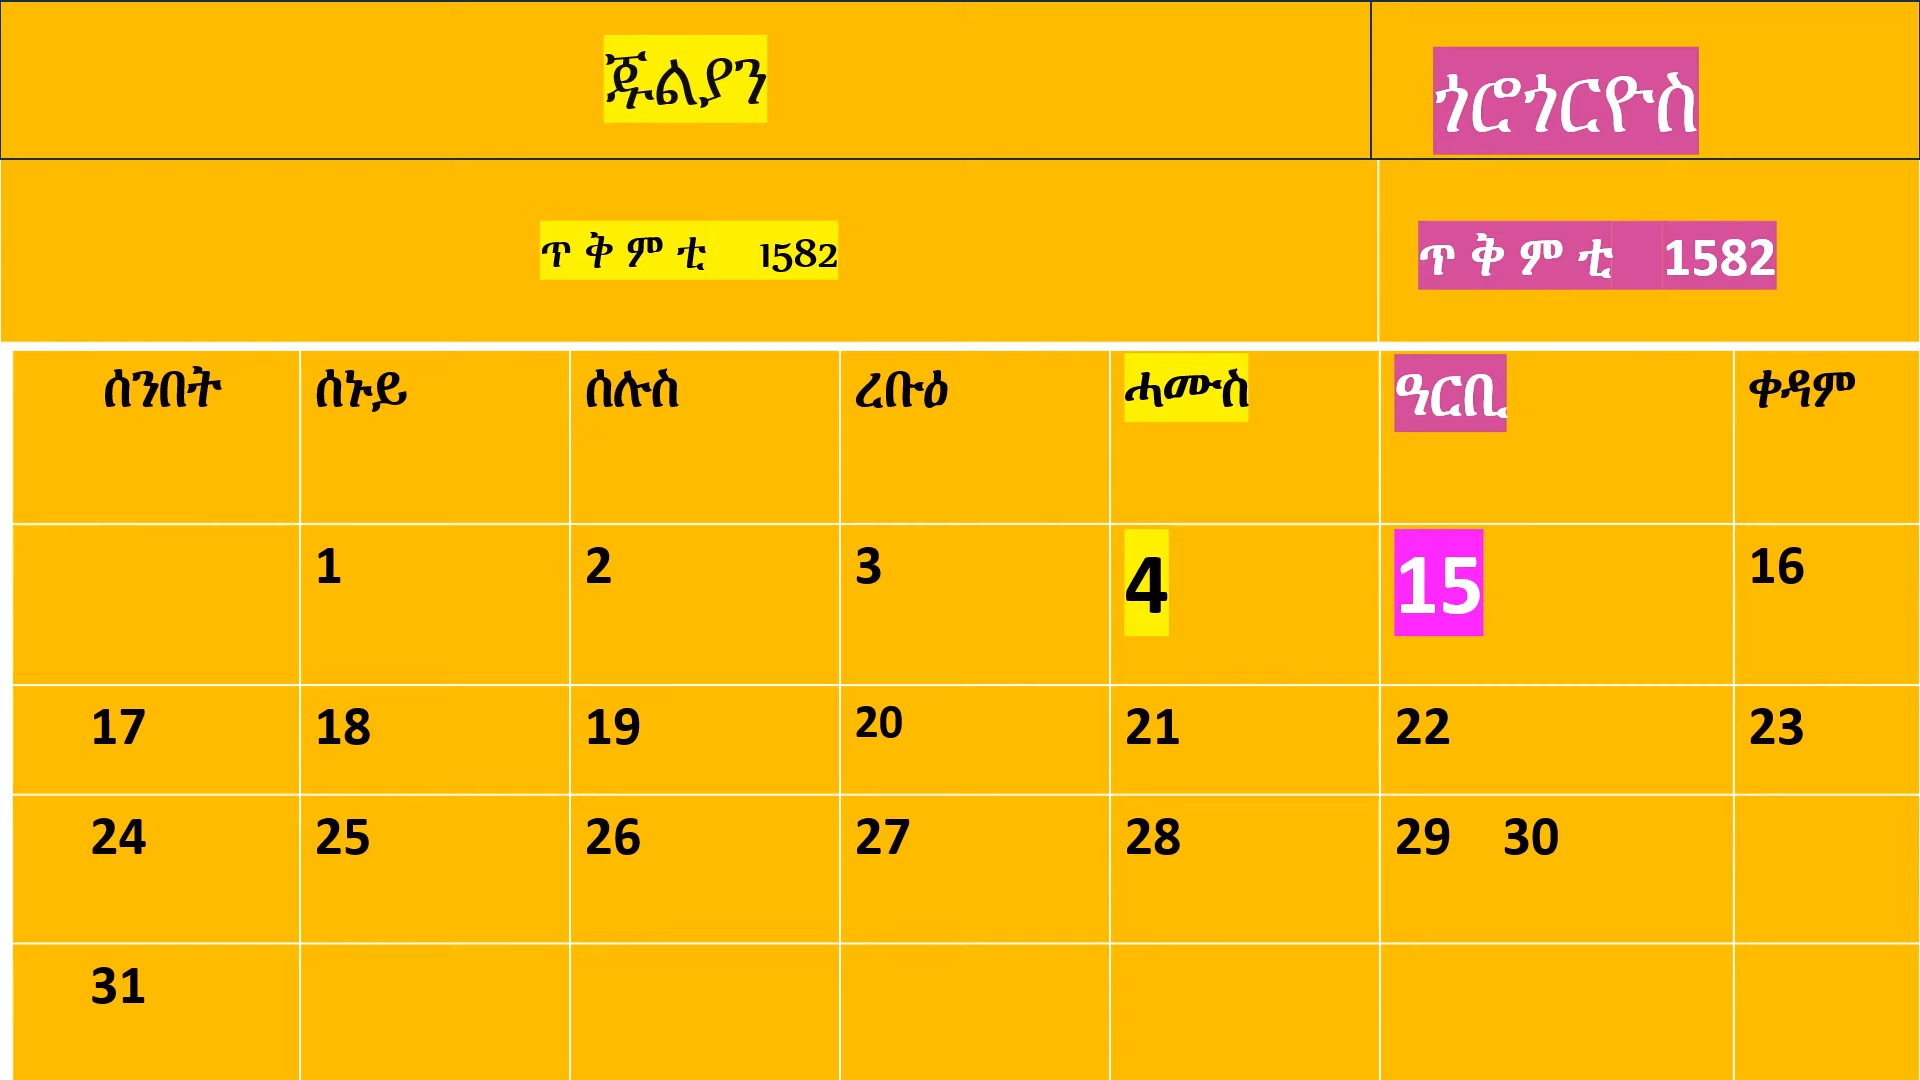 ጁልያን ጎሮጎርዮስ
ጥ ቅ ም ቲ 1582 ጥ ቅ ም ቲ 1582
ሰንበት ሰኑይ ሰሉስ ረቡዕ ሓሙስ ዓርቢ ቀዳም
1 2 3 4 15 16
17 18 19 20 21 22 23
24 25 26 27 28 29 30
31